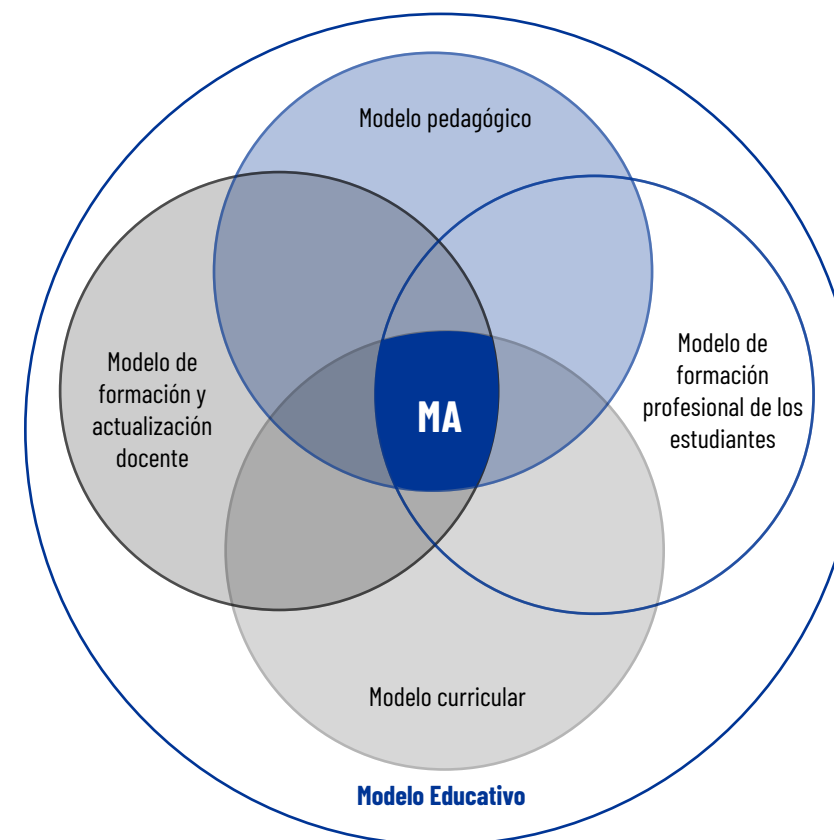 Modelo pedagógico
Modelo de
formación y
actualización
docente
MA
Modelo de
formación
profesional de los
estudiantes
Modelo curricular
Modelo Educativo